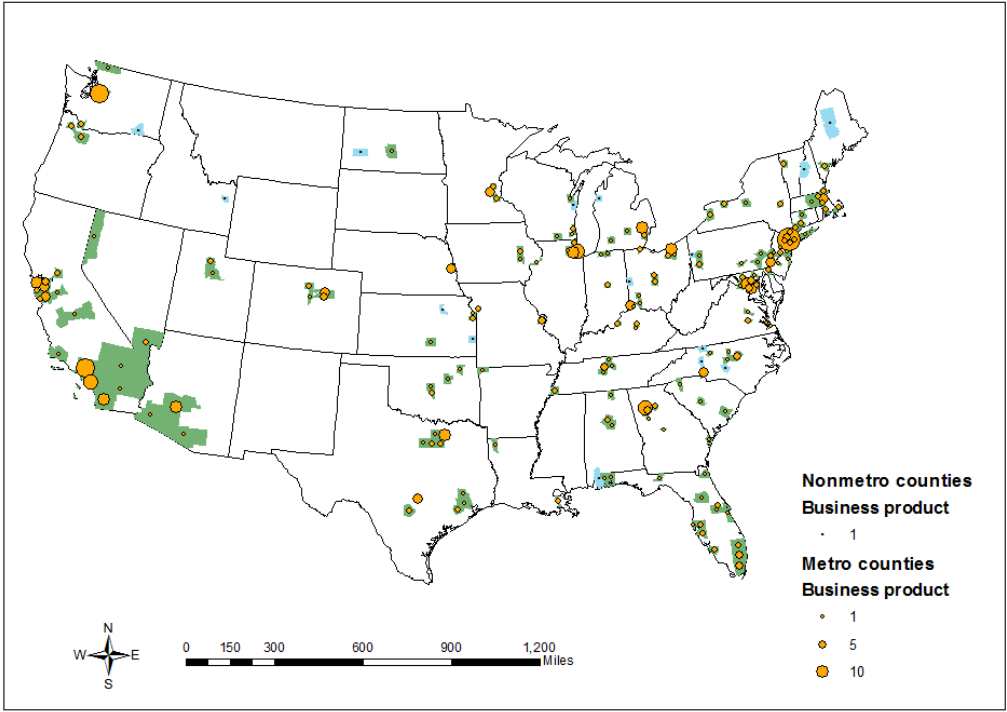 Nonmetro counties
Business product
1
Metro counties
Business product
1
5
10
N
W E
S
0 150 300 600 900 1,200
Miles